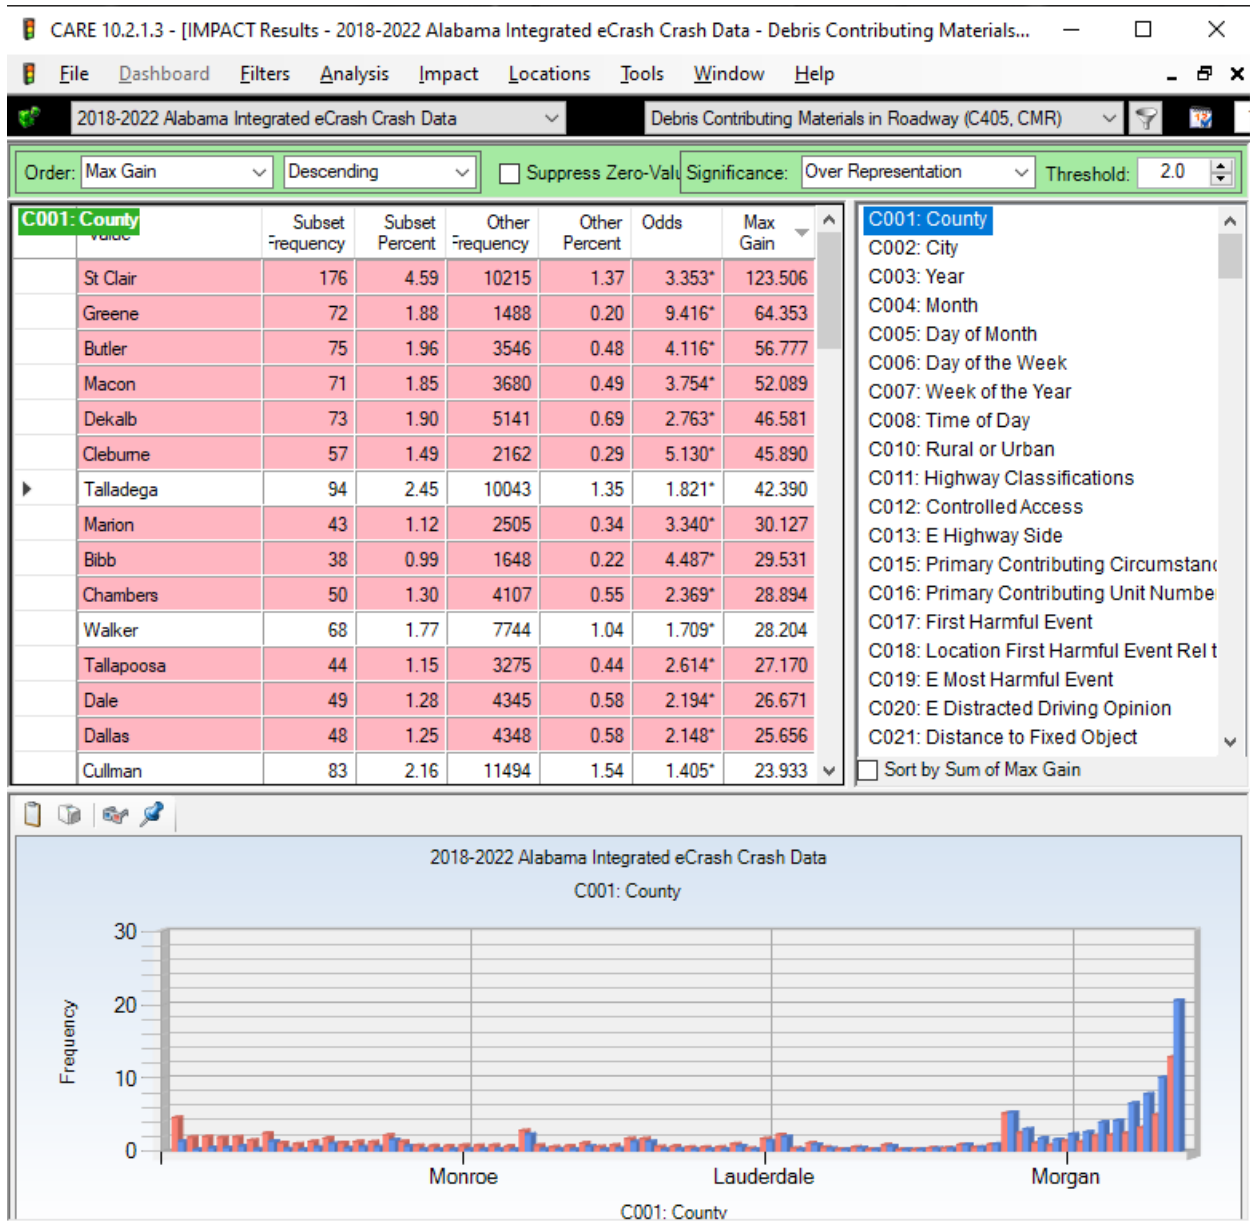 CARE 10.2.1.3 - [IMPACT Results - 2018-2022 Alabama Integrated eCrash Crash Data - Debris Contributing Materials...
File Dashboard Filters Analysis Impact Locations Tools Window Help
2018-2022 Alabama Integrated eCrash Crash Data Debris Contributing Materials in Roadway (C405, CMR)
Order: Max Gain Descending Suppress Zero-Valu Significance: Over Representation Threshold: 2.0
C001: County Subset Frequency Subset Percent Other Frequency Other Percent Odds Max Gain
St Clair 176 4.59 10215 1.37 3.353* 123.506
Greene 72 1.88 1488 0.20 9.416* 64.353
Butler 75 1.96 3546 0.48 4.116* 56.777
Macon 71 1.85 3680 0.49 3.754* 52.089
Dekalb 73 1.90 5141 0.69 2.763* 46.581
Cleburne 57 1.49 2162 0.29 5.130* 45.890
Talladega 94 2.45 10043 1.35 1.821* 42.390
Marion 43 1.12 2505 0.34 3.340* 30.127
Bibb 38 0.99 1648 0.22 4.487* 29.531
Chambers 50 1.30 4107 0.55 2.369* 28.894
Walker 68 1.77 7744 1.04 1.709* 28.204
Tallapoosa 44 1.15 3275 0.44 2.614* 27.170
Dale 49 1.28 4345 0.58 2.194* 26.671
Dallas 48 1.25 4348 0.58 2.148* 25.656
Cullman 83 2.16 11494 1.54 1.405* 23.933
C001: County
C002: City
C003: Year
C004: Month
C005: Day of Month
C006: Day of the Week
C007: Week of the Year
C008: Time of Day
C010: Rural or Urban
C011: Highway Classifications
C012: Controlled Access
C013: E Highway Side
C015: Primary Contributing Circumstanc
C016: Primary Contributing Unit Numbe
C017: First Harmful Event
C018: Location First Harmful Event Rel t
C019: E Most Harmful Event
C020: E Distracted Driving Opinion
C021: Distance to Fixed Object
Sort by Sum of Max Gain
2018-2022 Alabama Integrated eCrash Crash Data
C001: County
30
20
10
0
Frequency
Monroe Lauderdale Morgan
C001: County